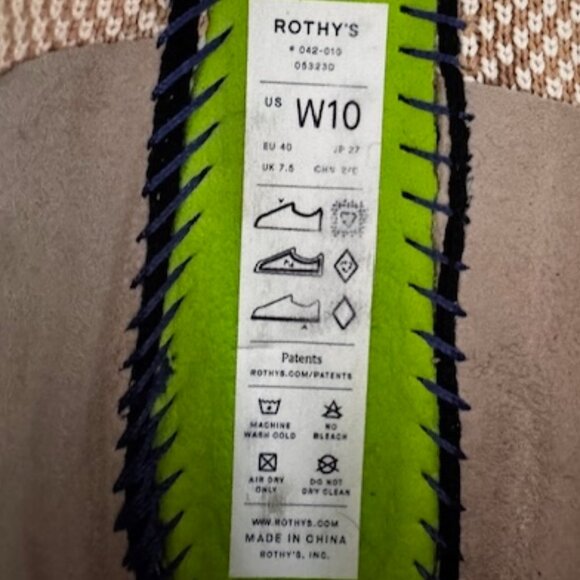 ROTHY'S
# 042-010
053230
US W10
EU 40 JP 27
UK 7.5 CHN
Patents
ROTHYS.COM/PATENTS
MACHINE NO
WASH COLD BLEACH
AIR DRY DO NOT
ONLY DRY CLEAN
WWW.ROTHYS.COM
MADE IN CHINA
ROTHY'S, INC.